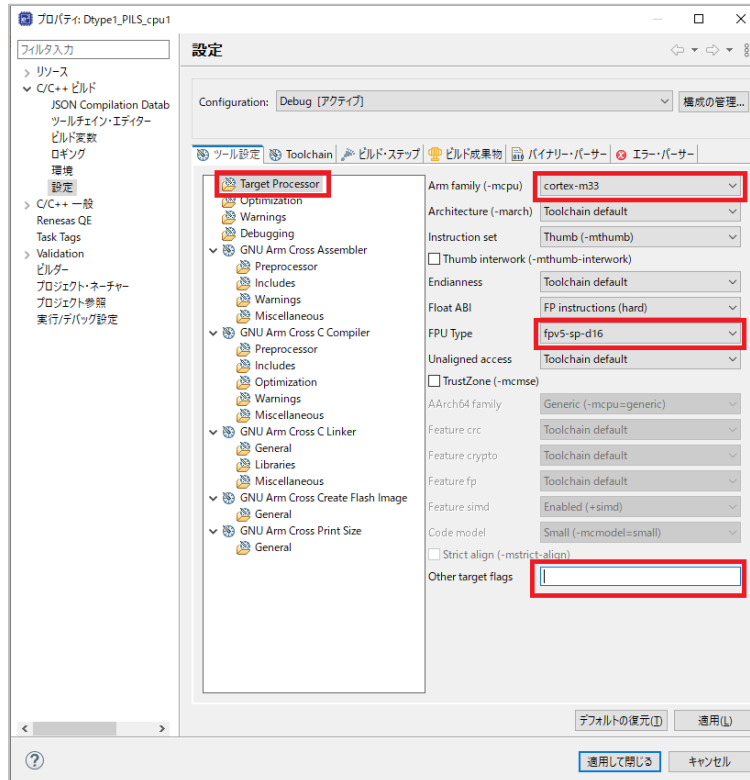 プロパティ: Dtype1_PILS_cpu1
フィルタ入力
設定
リソース
C/C++ ビルド
JSON Compilation Datab
ツールチェイン・エディター
ビルド変数
ロギング
環境
設定
C/C++ 一般
Renesas QE
Task Tags
Validation
ビルダー
プロジェクト・ネーチャー
プロジェクト参照
実行/デバッグ設定
Configuration: Debug [アクティブ] 構成の管理...
ツール設定 Toolchain ビルド・ステップ ビルド成果物 バイナリー・パーサー エラー・パーサー
Target Processor
Optimization
Warnings
Debugging
GNU Arm Cross Assembler
Preprocessor
Includes
Warnings
Miscellaneous
GNU Arm Cross C Compiler
Preprocessor
Includes
Optimization
Warnings
Miscellaneous
GNU Arm Cross C Linker
General
Libraries
Miscellaneous
GNU Arm Cross Create Flash Image
General
GNU Arm Cross Print Size
General
Arm family (-mcpu) cortex-m33
Architecture (-march) Toolchain default
Instruction set Thumb (-mthumb)
Thumb interwork (-mthumb-interwork)
Endianness Toolchain default
Float ABI FP instructions (hard)
FPU Type fpv5-sp-d16
Unaligned access Toolchain default
TrustZone (-mcmse)
AArch64 family Generic (-mcpu=generic)
Feature crc Toolchain default
Feature crypto Toolchain default
Feature fp Toolchain default
Feature simd Enabled (+simd)
Code model Small (-mcmodel=small)
Strict align (-mstrict-align)
Other target flags
デフォルトの復元(T) 適用(L)
適用して閉じる キャンセル